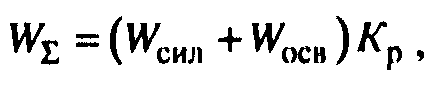 W_Σ = (W_сил + W_осв) K_р ,